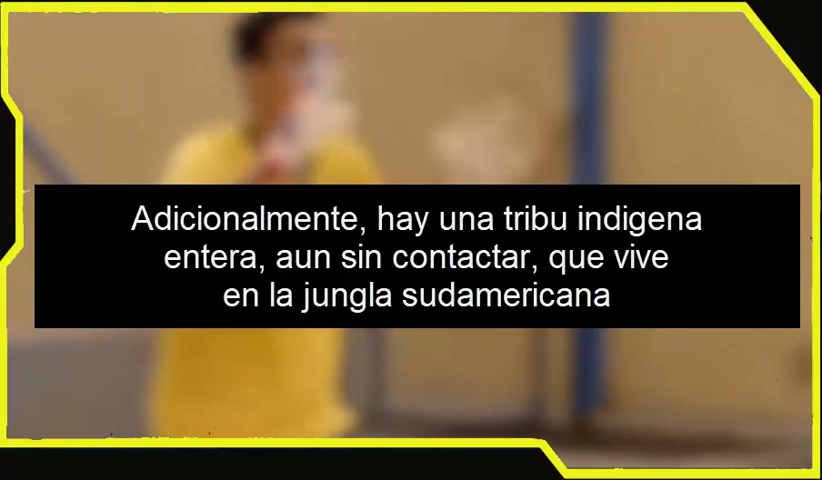 Adicionalmente, hay una tribu indigena
entera, aun sin contactar, que vive
en la jungla sudamericana